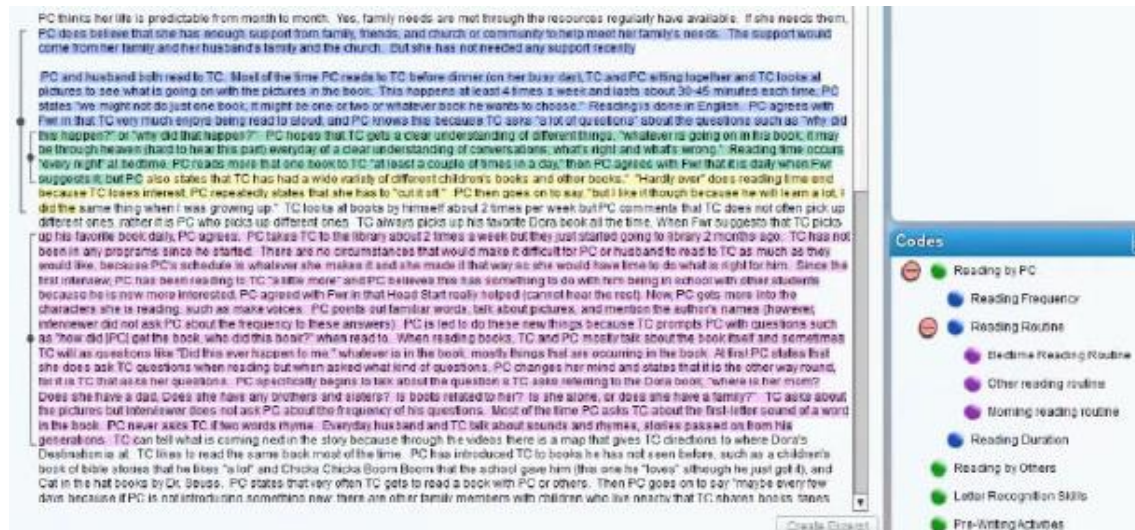 PC thinks her life is predictable from month to month. Yes, family needs are met through the resources regularly have available. If she needs them,
PC does believe that she has enough support from family, friends, and church or community to help meet her family's needs. The support would
come from her family and her husband's family and the church. But she has not needed any support recently
PC and husband both read to TC. Most of the time PC reads to TC before dinner (on her busy day), TC and PC sitting together and TC looks at
pictures to see what is going on with the pictures in the book. This happens at least 4 times a week and lasts about 30-45 minutes each time, PC
states "we might not do just one book, it might be one or two or whatever book he wants to choose." Reading is done in English. PC agrees with
Fwr in that TC very much enjoys being read to aloud, and PC knows this because TC asks "a lot of questions" about the questions such as "why did
this happen?" or "why did that happen?". PC hopes that TC gets a clear understanding of different things, "whatever is going on in this book, it may
be through heaven (hard to hear this part) everyday of a clear understanding of conversations, what's right and what's wrong." Reading time occurs
"every night" at bedtime. PC reads more that one book to TC "at least a couple of times in a day," then PC agrees with Fwr that it is daily when Fwr
suggests it, but PC also states that TC has had a wide variety of different children's books and other books." "Hardly ever" does reading time end
because TC loses interest, PC repeatedly states that she has to "cut it off." PC then goes on to say "but I like it though because he will learn a lot, I
did the same thing when I was growing up." TC looks at books by himself about 2 times per week but PC comments that TC does not often pick up
different ones, rather it is PC who picks up different ones. TC always picks up his favorite Dora book all the time. When Fwr suggests that TC picks
up his favorite book daily, PC agrees. PC takes TC to the library about 2 times a week but they just started going to library 2 months ago. TC has not
been in any programs since he started. There are no circumstances that would make it difficult for PC or husband to read to TC as much as they
would like, because PC's schedule is whatever she makes it and she made it that way so she would have time to do what is right for him. Since the
first interview, PC has been reading to TC "a little more" and PC believes this has something to do with him being in school with other students
because he is now more interested. PC agreed with Fwr in that Head Start really helped (cannot hear the rest). Now, PC gets more into the
characters she is reading, such as make voices. PC points out familiar words, talk about pictures, and mention the author's names (however,
interviewer did not ask PC about the frequency to these answers). PC is led to do these new things because TC prompts PC with questions such
as "how did [PC] get the book, who did this book?" when read to. When reading books, TC and PC mostly talk about the book itself and sometimes
TC will as questions like "Did this ever happen to me," whatever is in the book, mostly things that are occurring in the book. At first PC states that
she does ask TC questions when reading but when asked what kind of questions, PC changes her mind and states that it is the other way round,
for it is TC that asks her questions. PC specifically begins to talk about the question a TC asks referring to the Dora book, "where is her mom?
Does she have a dad, Does she have any brothers and sisters? Is boots related to her? Is she alone, or does she have a family?". TC asks about
the pictures but interviewer does not ask PC about the frequency of his questions. Most of the time PC asks TC about the first-letter sound of a word
in the book. PC never asks TC if two words rhyme. Everyday husband and TC talk about sounds and rhymes, stories passed on from his
generations. TC can tell what is coming next in the story because through the videos there is a map that gives TC directions to where Dora's
Destination is at. TC likes to read the same book most of the time. PC has introduced TC to books he has not seen before, such as a children's
book of bible stories that he likes "a lot" and Chicka Chicka Boom Boom that the school gave him (this one he "loves" although he just got it), and
Cat in the hat books by Dr. Seuss. PC states that very often TC gets to read a book with PC or others. Then PC goes on to say "maybe every few
days because if PC is not introducing something new, there are other family members with children who live nearby that TC shares books
Create Excerpt
Codes
Reading by PC
Reading Frequency
Reading Routine
Bedtime Reading Routine
Other reading routine
Morning reading routine
Reading Duration
Reading by Others
Letter Recognition Skills
Pre-Writing Activities